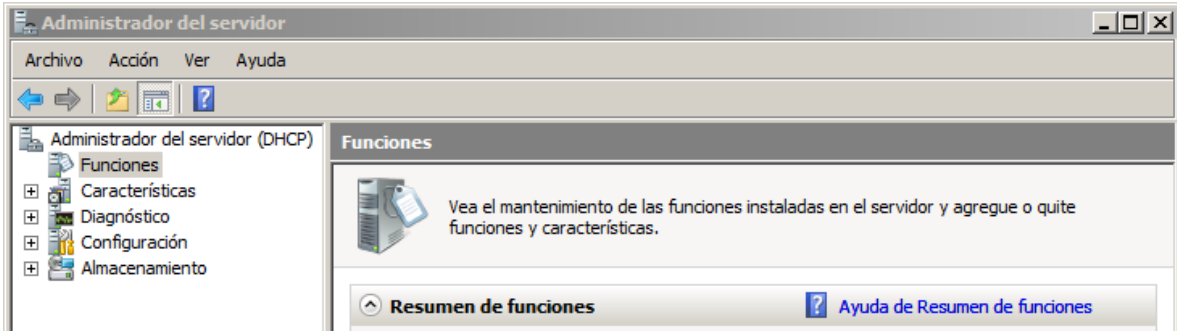 Administrador del servidor
Archivo Acción Ver Ayuda
Administrador del servidor (DHCP)
Funciones
Características
Diagnóstico
Configuración
Almacenamiento
Funciones
Vea el mantenimiento de las funciones instaladas en el servidor y agregue o quite
funciones y características.
Resumen de funciones
Ayuda de Resumen de funciones